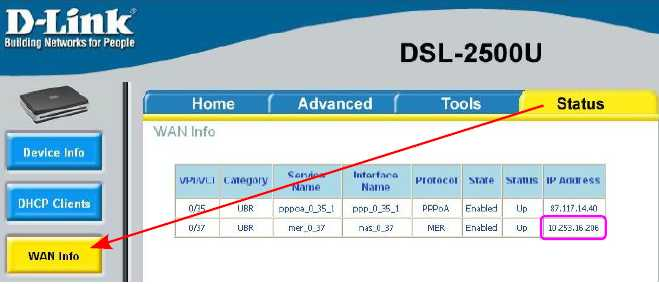 D-Link
Building Networks for People
DSL-2500U
Home Advanced Tools Status
WAN Info
Device Info
DHCP Clients
WAN Info
VPI/VCI Category Service Name Interface Name Protocol State Status IP Address
0/35 UBR pppoa_0_35_1 ppp_0_35_1 PPPoA Enabled Up 87.117.14.40
0/37 UBR mer_0_37 nas_0_37 MER Enabled Up 10.253.16.206